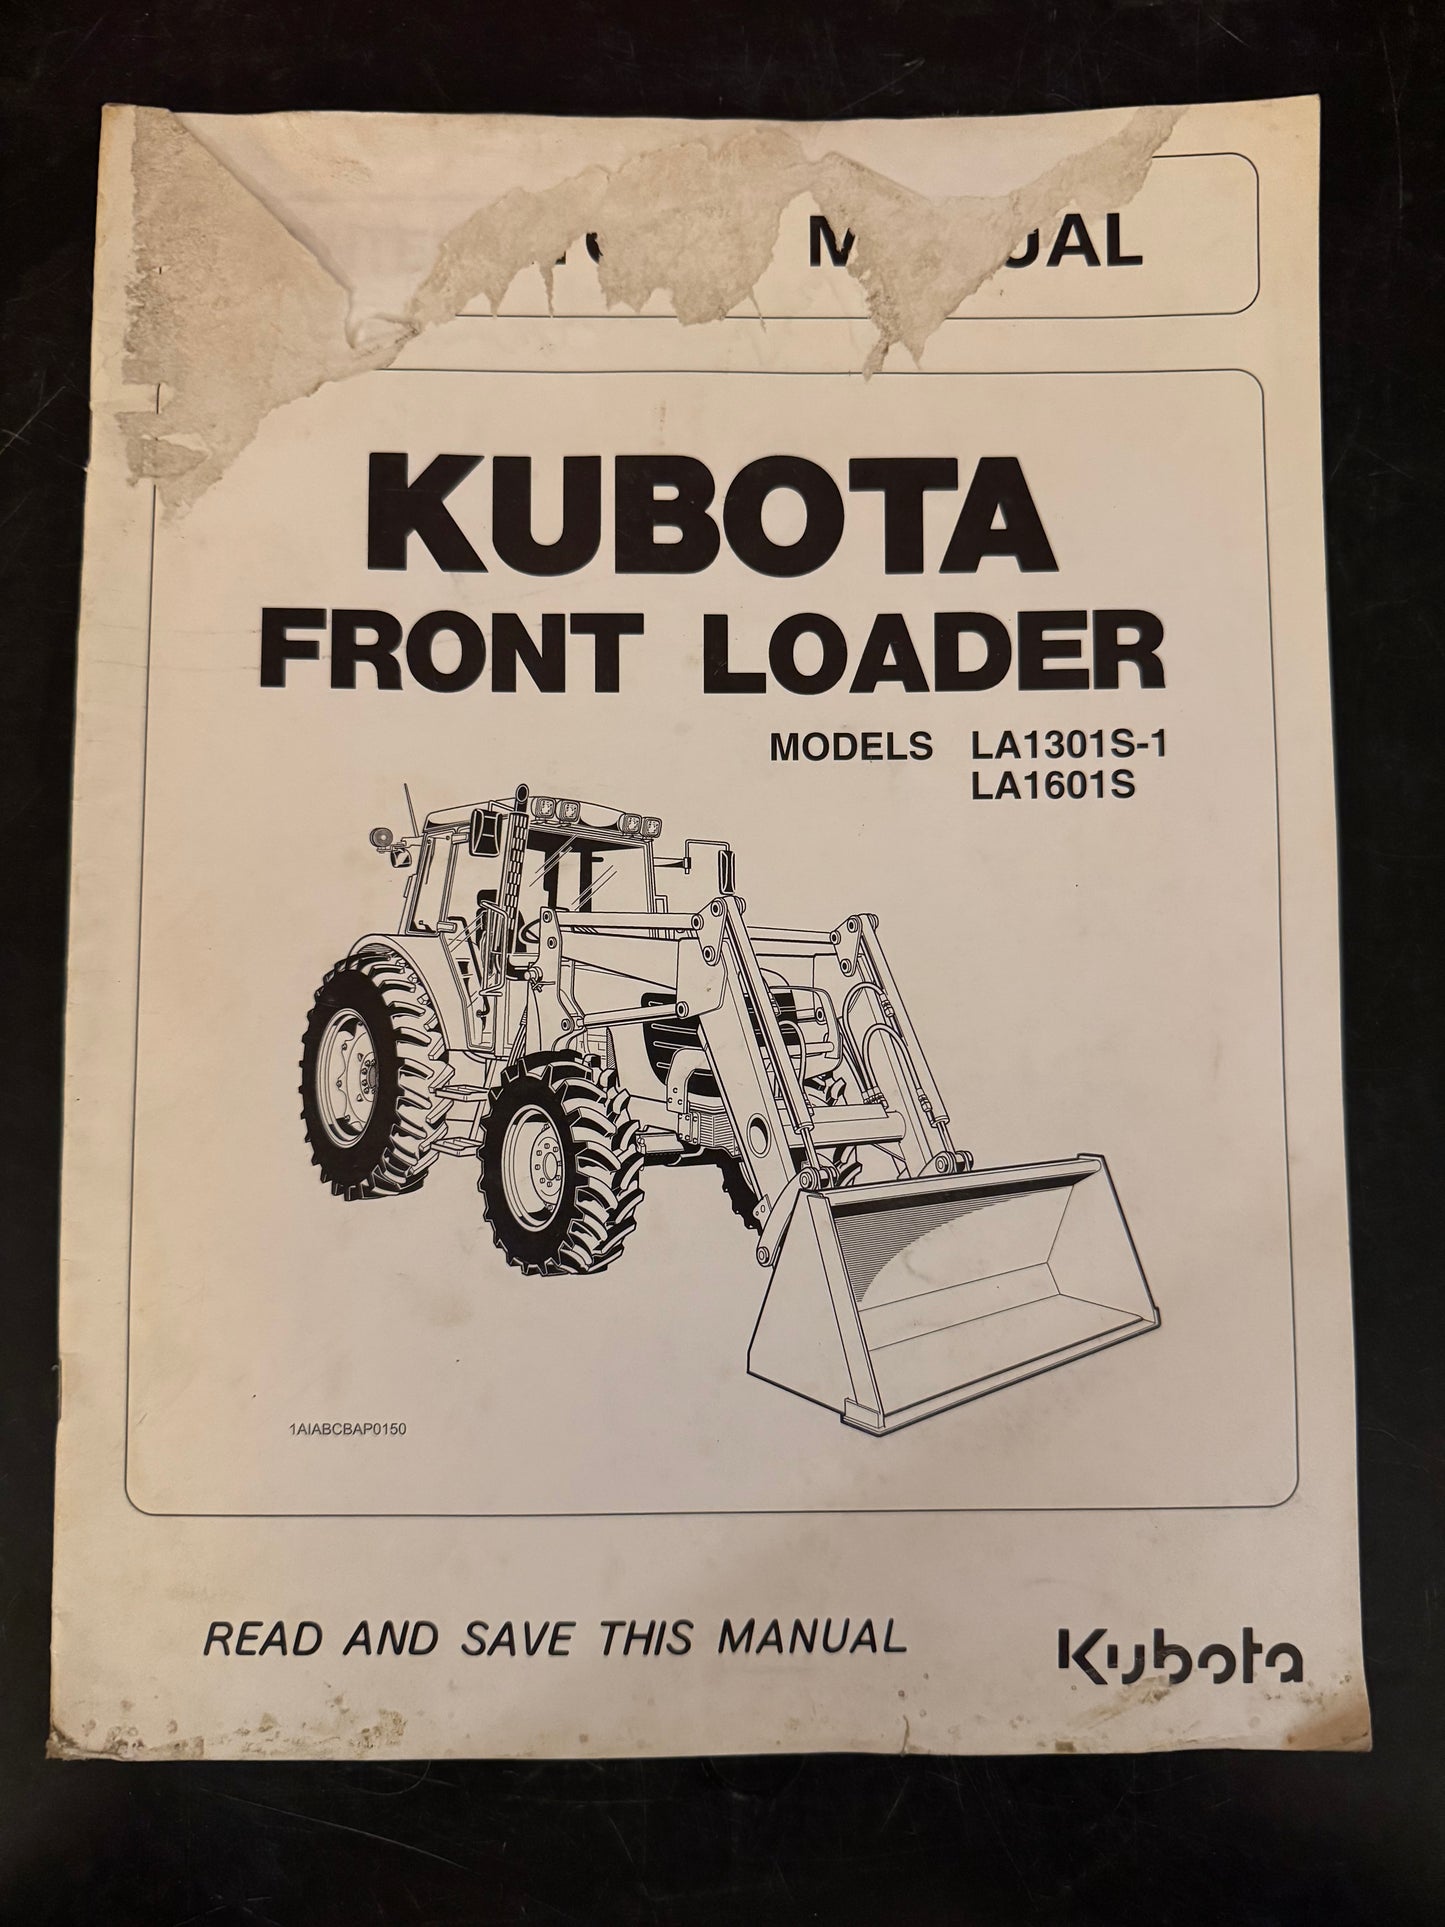 MODELS LA1301S-1
KUBOTA
FRONT LOADER
LA1601S
1AIABCBAP0150
READ AND SAVE THIS MANUAL
Kubota